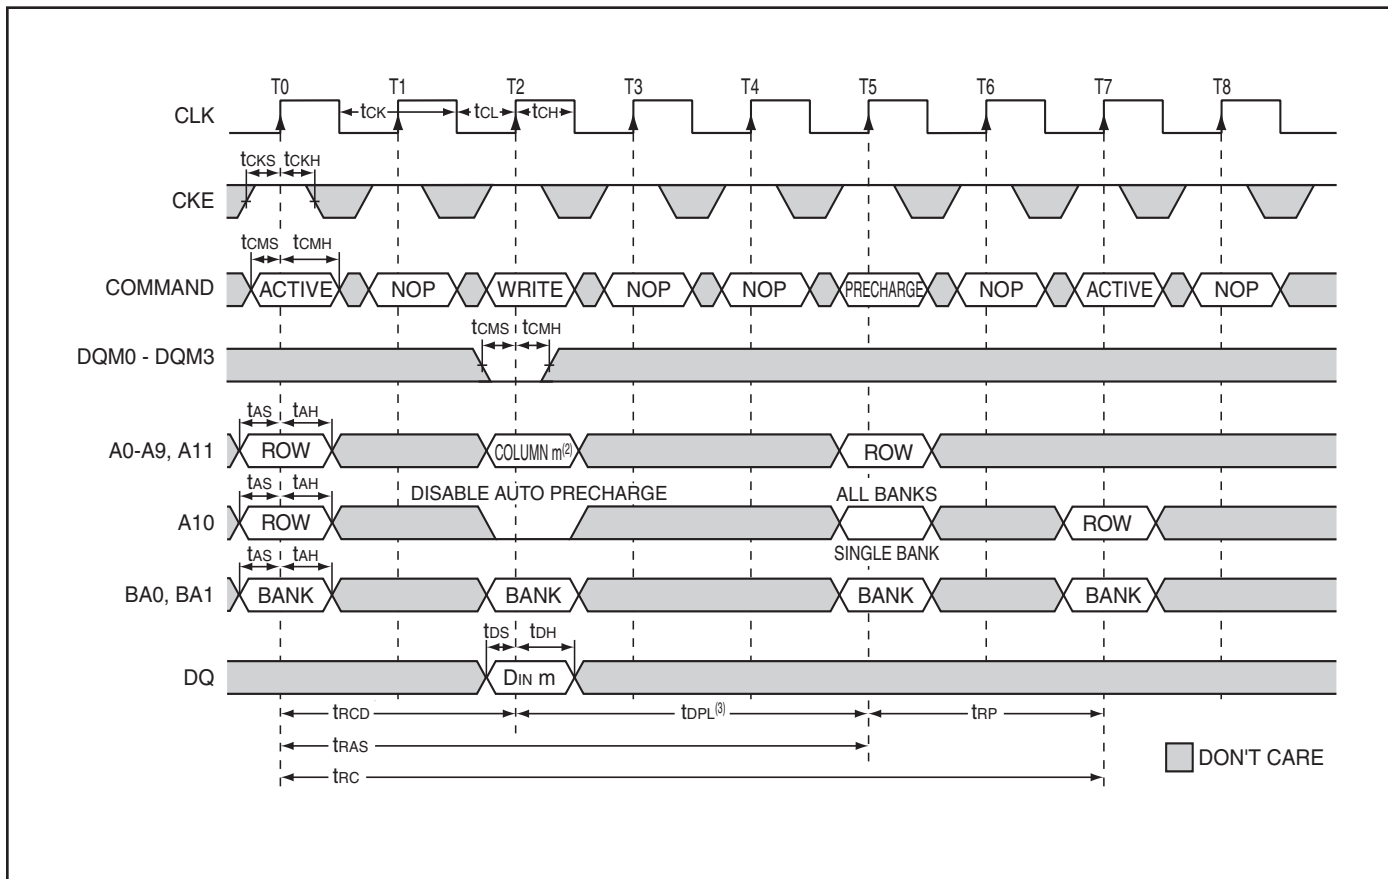 T0 T1 T2 T3 T4 T5 T6 T7 T8
CLK tCK tCL tCH
tCKS tCKH
CKE
tCMS tCMH
COMMAND ACTIVE NOP WRITE NOP NOP PRECHARGE NOP ACTIVE NOP
tCMS tCMH
DQM0 - DQM3
tAS tAH
A0-A9, A11 ROW COLUMN m(2) ROW
tAS tAH DISABLE AUTO PRECHARGE ALL BANKS
A10 ROW ROW
tAS tAH SINGLE BANK
BA0, BA1 BANK BANK BANK BANK
tDS tDH
DQ DIN m
tRCD tDPL(3) tRP
tRAS
DON'T CARE
tRC